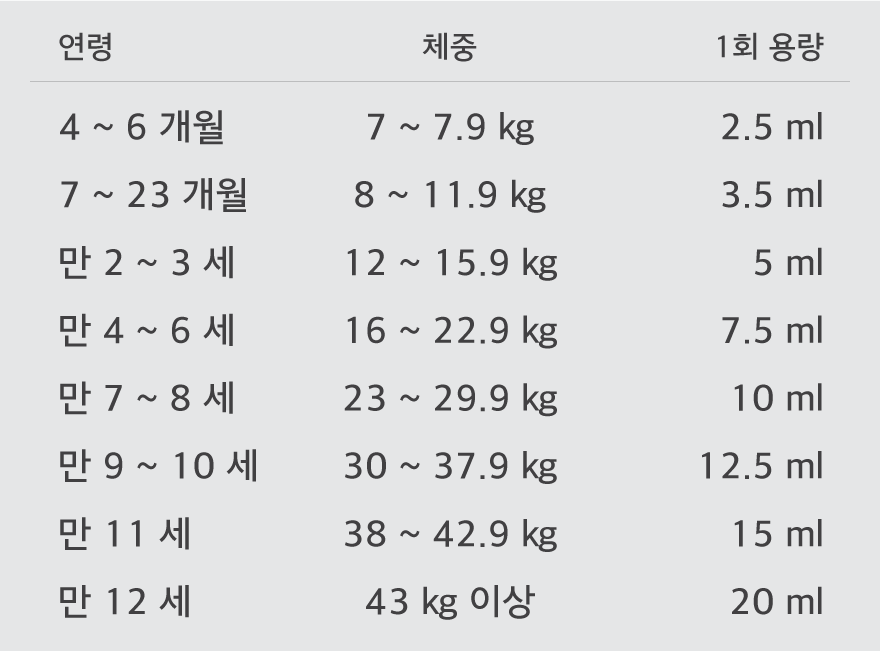 연령 체중 1회 용량
4 ~ 6 개월 7 ~ 7.9 kg 2.5 ml
7 ~ 23 개월 8 ~ 11.9 kg 3.5 ml
만 2 ~ 3 세 12 ~ 15.9 kg 5 ml
만 4 ~ 6 세 16 ~ 22.9 kg 7.5 ml
만 7 ~ 8 세 23 ~ 29.9 kg 10 ml
만 9 ~ 10 세 30 ~ 37.9 kg 12.5 ml
만 11 세 38 ~ 42.9 kg 15 ml
만 12 세 43 kg 이상 20 ml